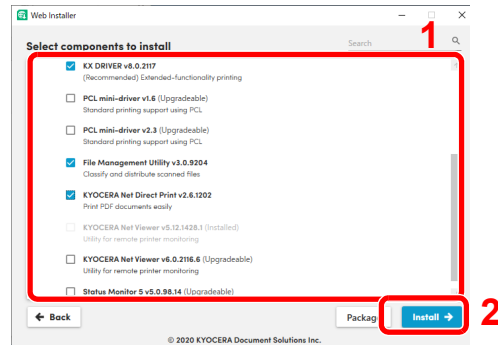 Web Installer
1
Select components to install
Search
KX DRIVER v8.0.2117
(Recommended) Extended-functionality printing
PCL mini-driver v1.6 (Upgradeable)
Standard printing support using PCL
PCL mini-driver v2.3 (Upgradeable)
Standard printing support using PCL
File Management Utility v3.0.9204
Classify and distribute scanned files
KYOCERA Net Direct Print v2.6.1202
Print PDF documents easily
KYOCERA Net Viewer v5.12.1428.1 (Installed)
Utility for remote printer monitoring
KYOCERA Net Viewer v6.0.2116.6 (Upgradeable)
Utility for remote printer monitoring
Status Monitor 5 v5.0.98.14 (Upgradeable)
Back
Packag
Install
2
© 2020 KYOCERA Document Solutions Inc.